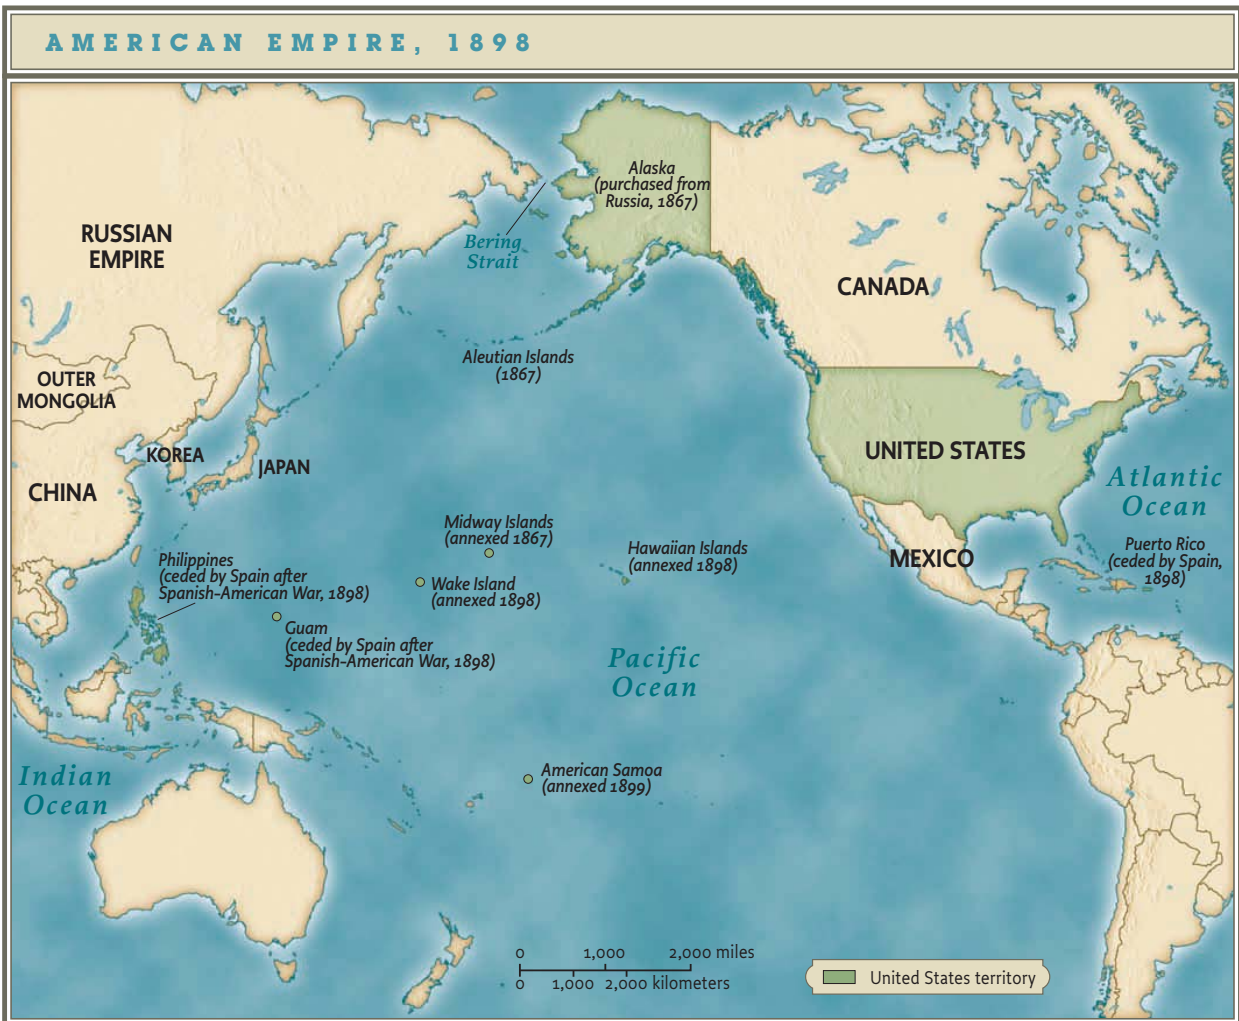 AMERICAN EMPIRE, 1898
Alaska
(purchased from
Russia, 1867)
RUSSIAN
EMPIRE
Bering
Strait
CANADA
Aleutian Islands
(1867)
OUTER
MONGOLIA
UNITED STATES
KOREA
JAPAN
CHINA
Atlantic
Ocean
Midway Islands
(annexed 1867)
Hawaiian Islands
(annexed 1898)
Puerto Rico
(ceded by Spain,
1898)
MEXICO
Philippines
(ceded by Spain after
Spanish-American War, 1898)
Wake Island
(annexed 1898)
Guam
(ceded by Spain after
Spanish-American War, 1898)
Pacific
Ocean
Indian
Ocean
American Samoa
(annexed 1899)
0 1,000 2,000 miles
0 1,000 2,000 kilometers
United States territory